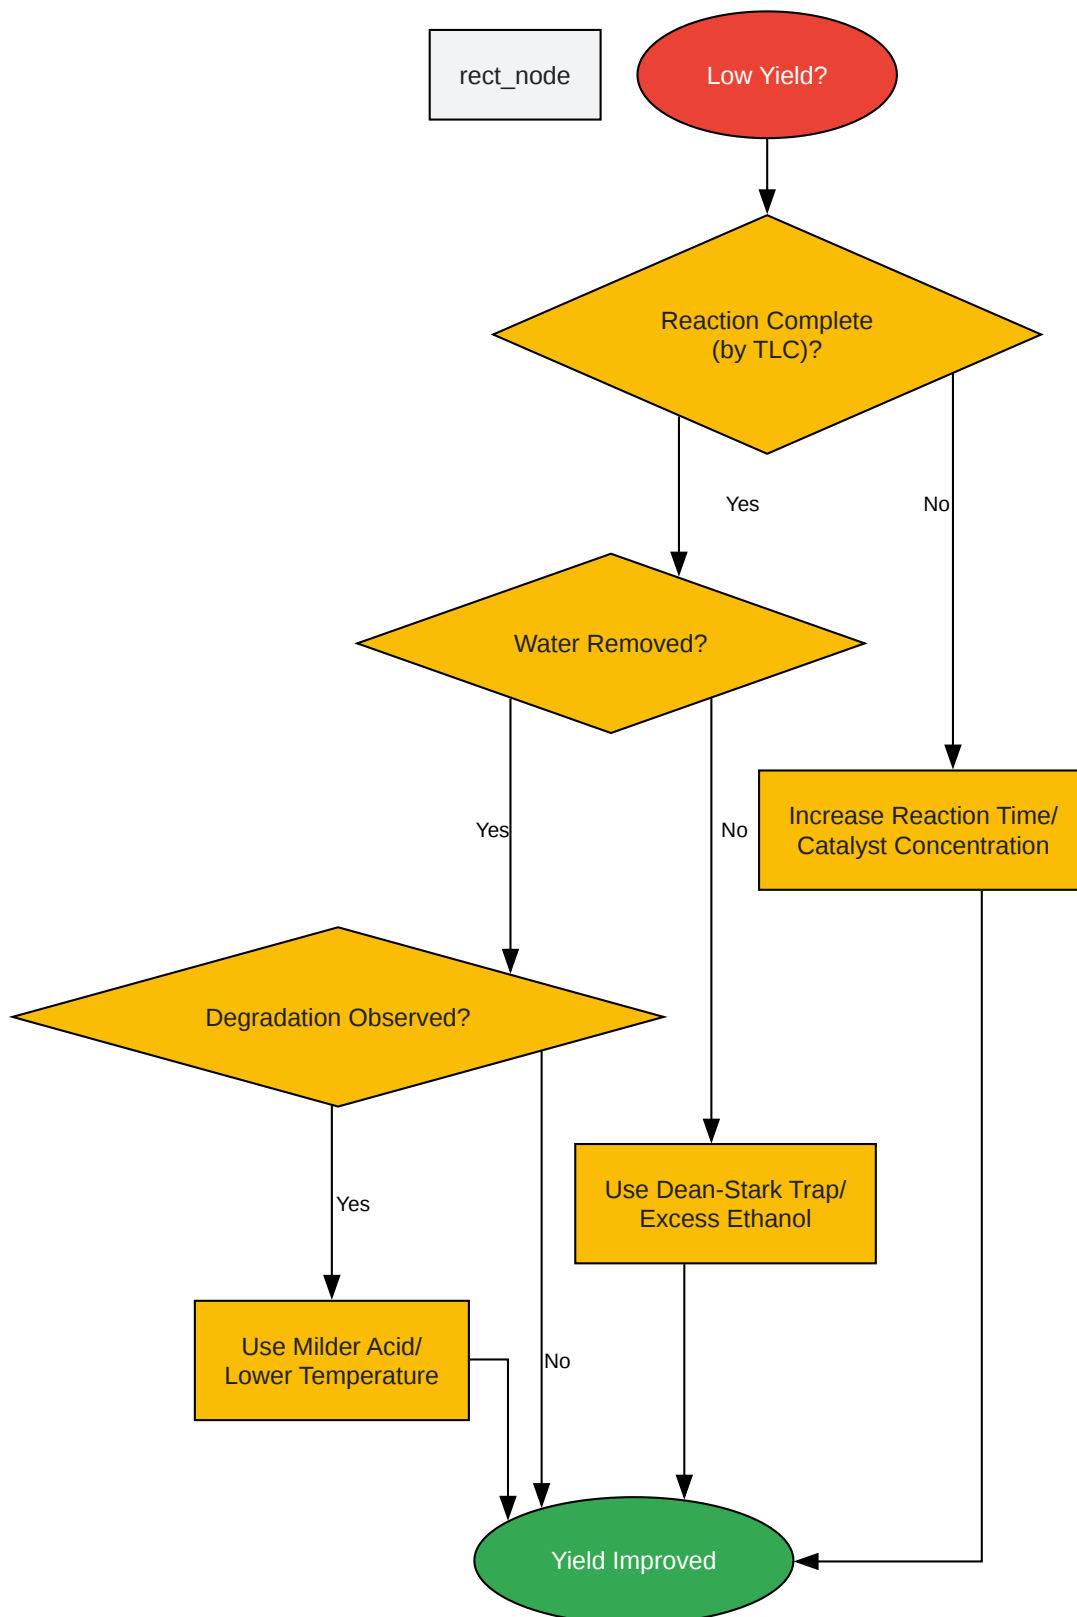 rect_node
Low Yield?
Reaction Complete
(by TLC)?
Yes
No
Water Removed?
Yes
No
Increase Reaction Time/
Catalyst Concentration
Degradation Observed?
Yes
Use Dean-Stark Trap/
Excess Ethanol
Use Milder Acid/
Lower Temperature
No
Yield Improved